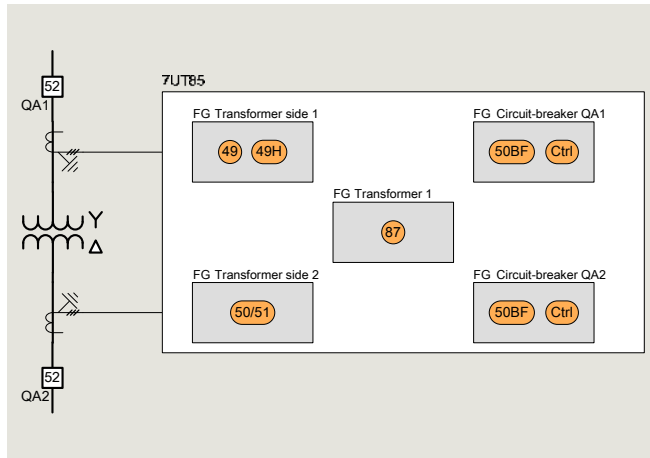 52
QA1
7UT85
FG Transformer side 1
49 49H
FG Circuit-breaker QA1
50BF Ctrl
FG Transformer 1
87
Y
Δ
FG Transformer side 2
50/51
FG Circuit-breaker QA2
50BF Ctrl
52
QA2